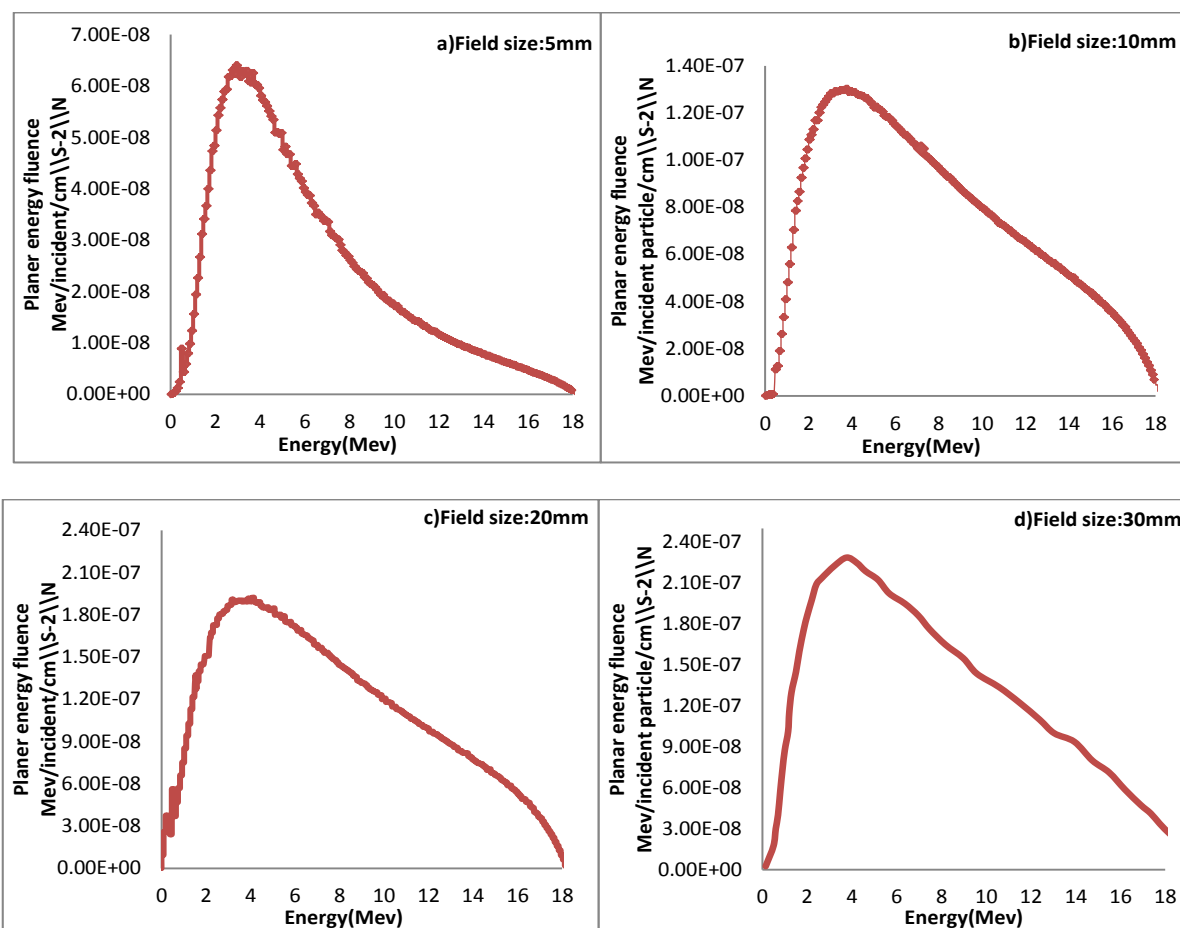 a)Field size:5mm
Planer energy fluence
Mev/incident/cm\\S-2\\N
7.00E-08
6.00E-08
5.00E-08
4.00E-08
3.00E-08
2.00E-08
1.00E-08
0.00E+00
0 2 4 6 8 10 12 14 16 18
Energy(Mev)
b)Field size:10mm
Planar energy fluence
Mev/incident particle/cm\\S-2\\N
1.40E-07
1.20E-07
1.00E-07
8.00E-08
6.00E-08
4.00E-08
2.00E-08
0.00E+00
0 2 4 6 8 10 12 14 16 18
Energy(Mev)
c)Field size:20mm
Planer energy fluence
Mev/incident/cm\\S-2\\N
2.40E-07
2.10E-07
1.80E-07
1.50E-07
1.20E-07
9.00E-08
6.00E-08
3.00E-08
0.00E+00
0 2 4 6 8 10 12 14 16 18
Energy(Mev)
d)Field size:30mm
Planar energy fluence
Mev/incident particle/cm\\S-2\\N
2.40E-07
2.10E-07
1.80E-07
1.50E-07
1.20E-07
9.00E-08
6.00E-08
3.00E-08
0.00E+00
0 2 4 6 8 10 12 14 16 18
Energy(Mev)